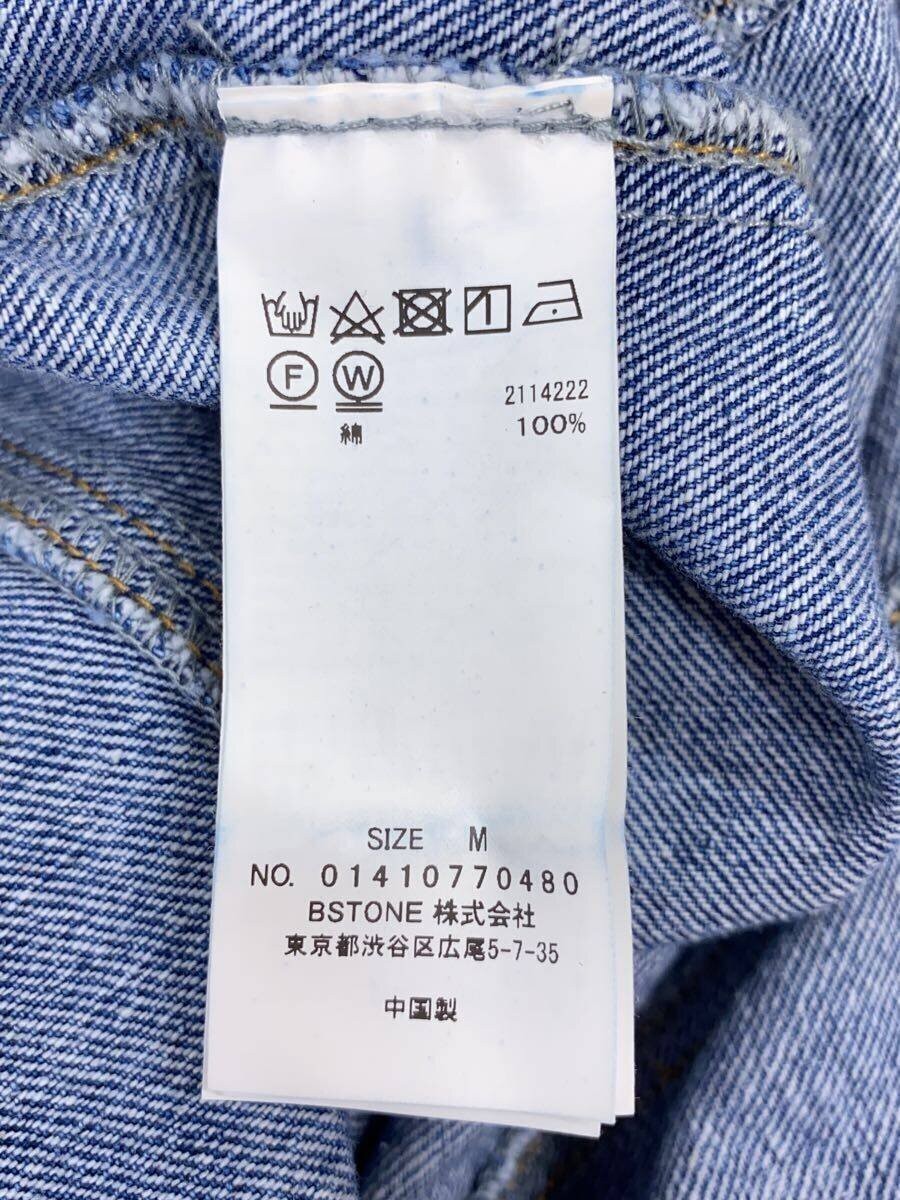 F W 2114222
綿 100%
SIZE M
NO. 01410770480
BSTONE 株式会社
東京都渋谷区広尾5-7-35
中国製